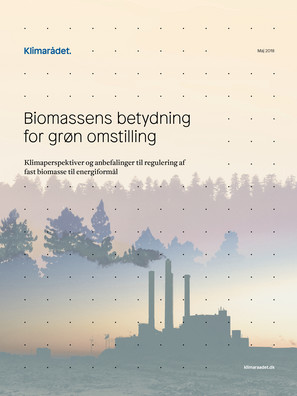 Klimarådet.
Maj 2018
Biomassens betydning
for grøn omstilling
Klimaperspektiver og anbefalinger til regulering af
fast biomasse til energiformål
klimaraadet.dk